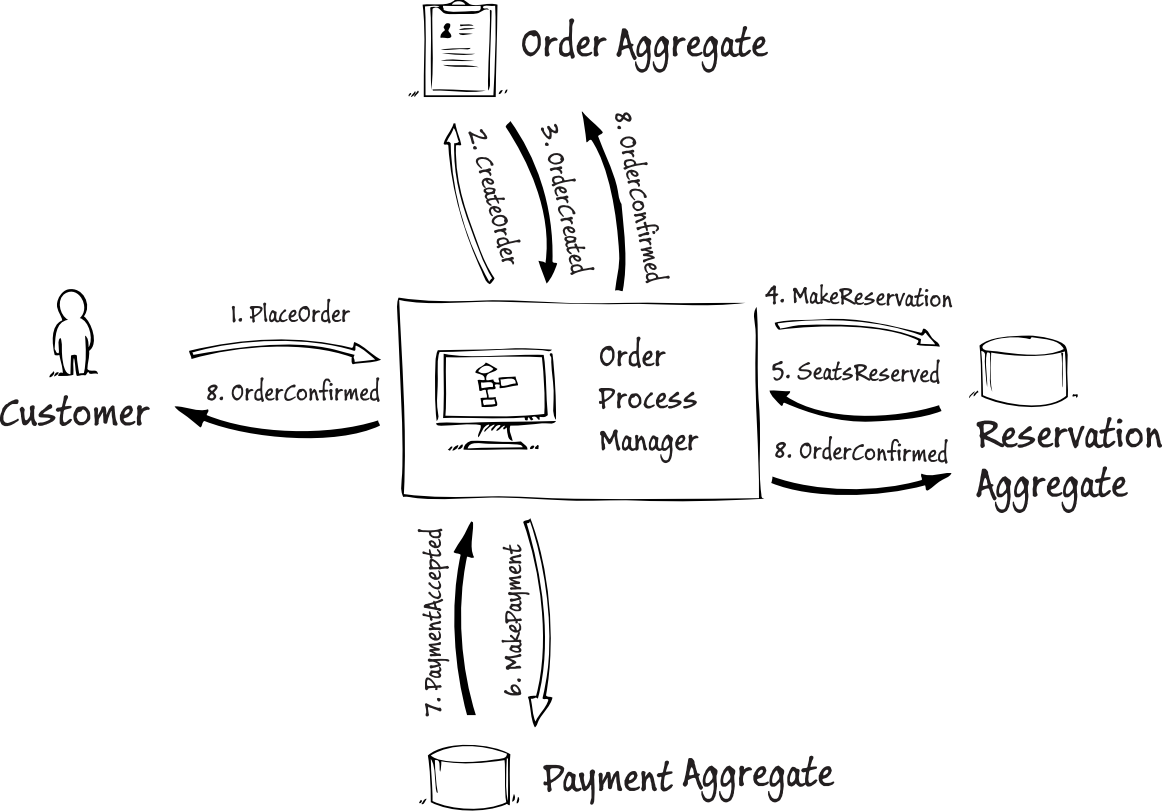 Order Aggregate
2. CreateOrder
3. OrderCreated
8. OrderConfirmed
1. PlaceOrder
8. OrderConfirmed
Customer
Order
Process
Manager
4. MakeReservation
5. SeatsReserved
8. OrderConfirmed
Reservation
Aggregate
7. PaymentAccepted
6. MakePayment
Payment Aggregate